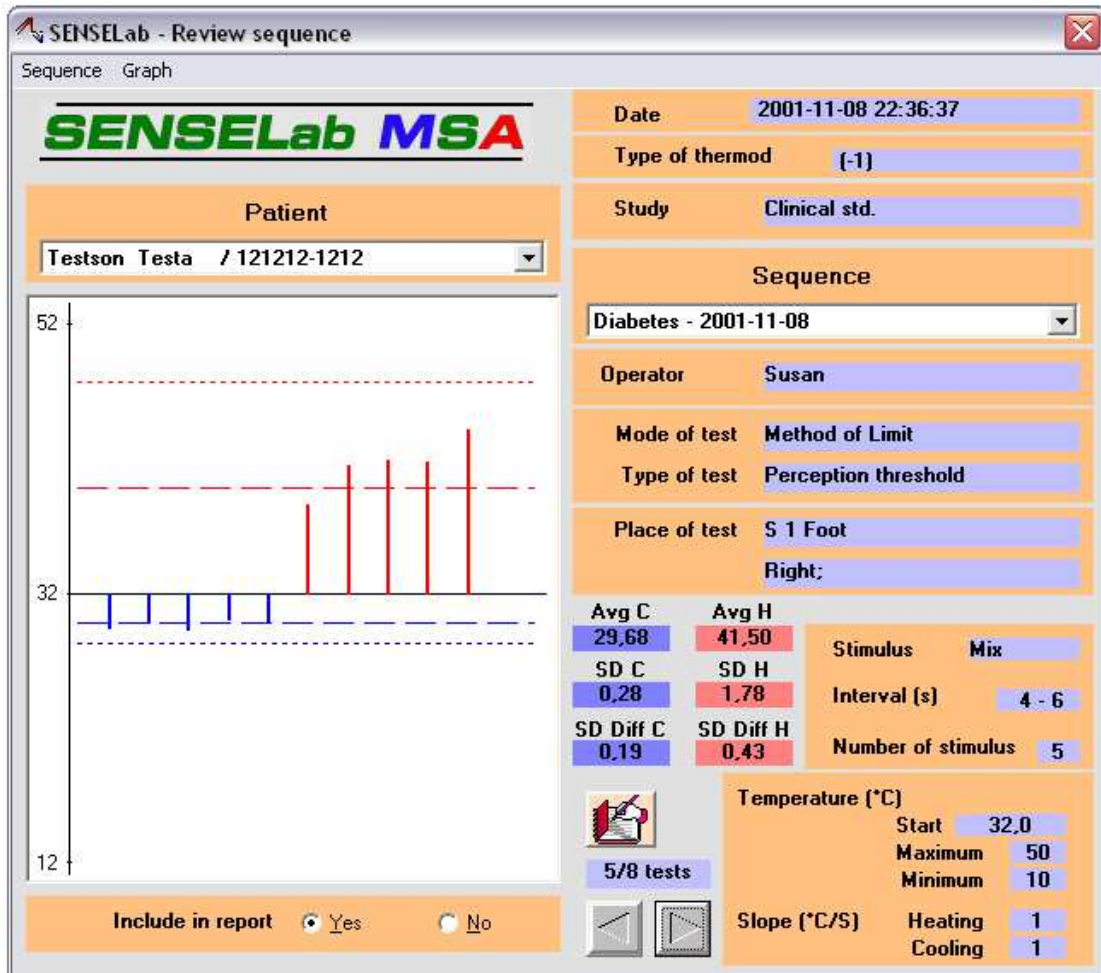 SENSELab - Review sequence
Sequence Graph
SENSELab MSA
Patient
Testson Testa / 121212-1212
52
32
12
Include in report Yes No
Date 2001-11-08 22:36:37
Type of thermod (-1)
Study Clinical std.
Sequence
Diabetes - 2001-11-08
Operator Susan
Mode of test Method of Limit
Type of test Perception threshold
Place of test S 1 Foot
Right;
Avg C Avg H
29,68 41,50
SD C SD H
0,28 1,78
SD Diff C SD Diff H
0,19 0,43
Stimulus Mix
Interval (s) 4 - 6
Number of stimulus 5
5/8 tests
Temperature (°C)
Start 32,0
Maximum 50
Minimum 10
Slope (°C/S) Heating 1
Cooling 1